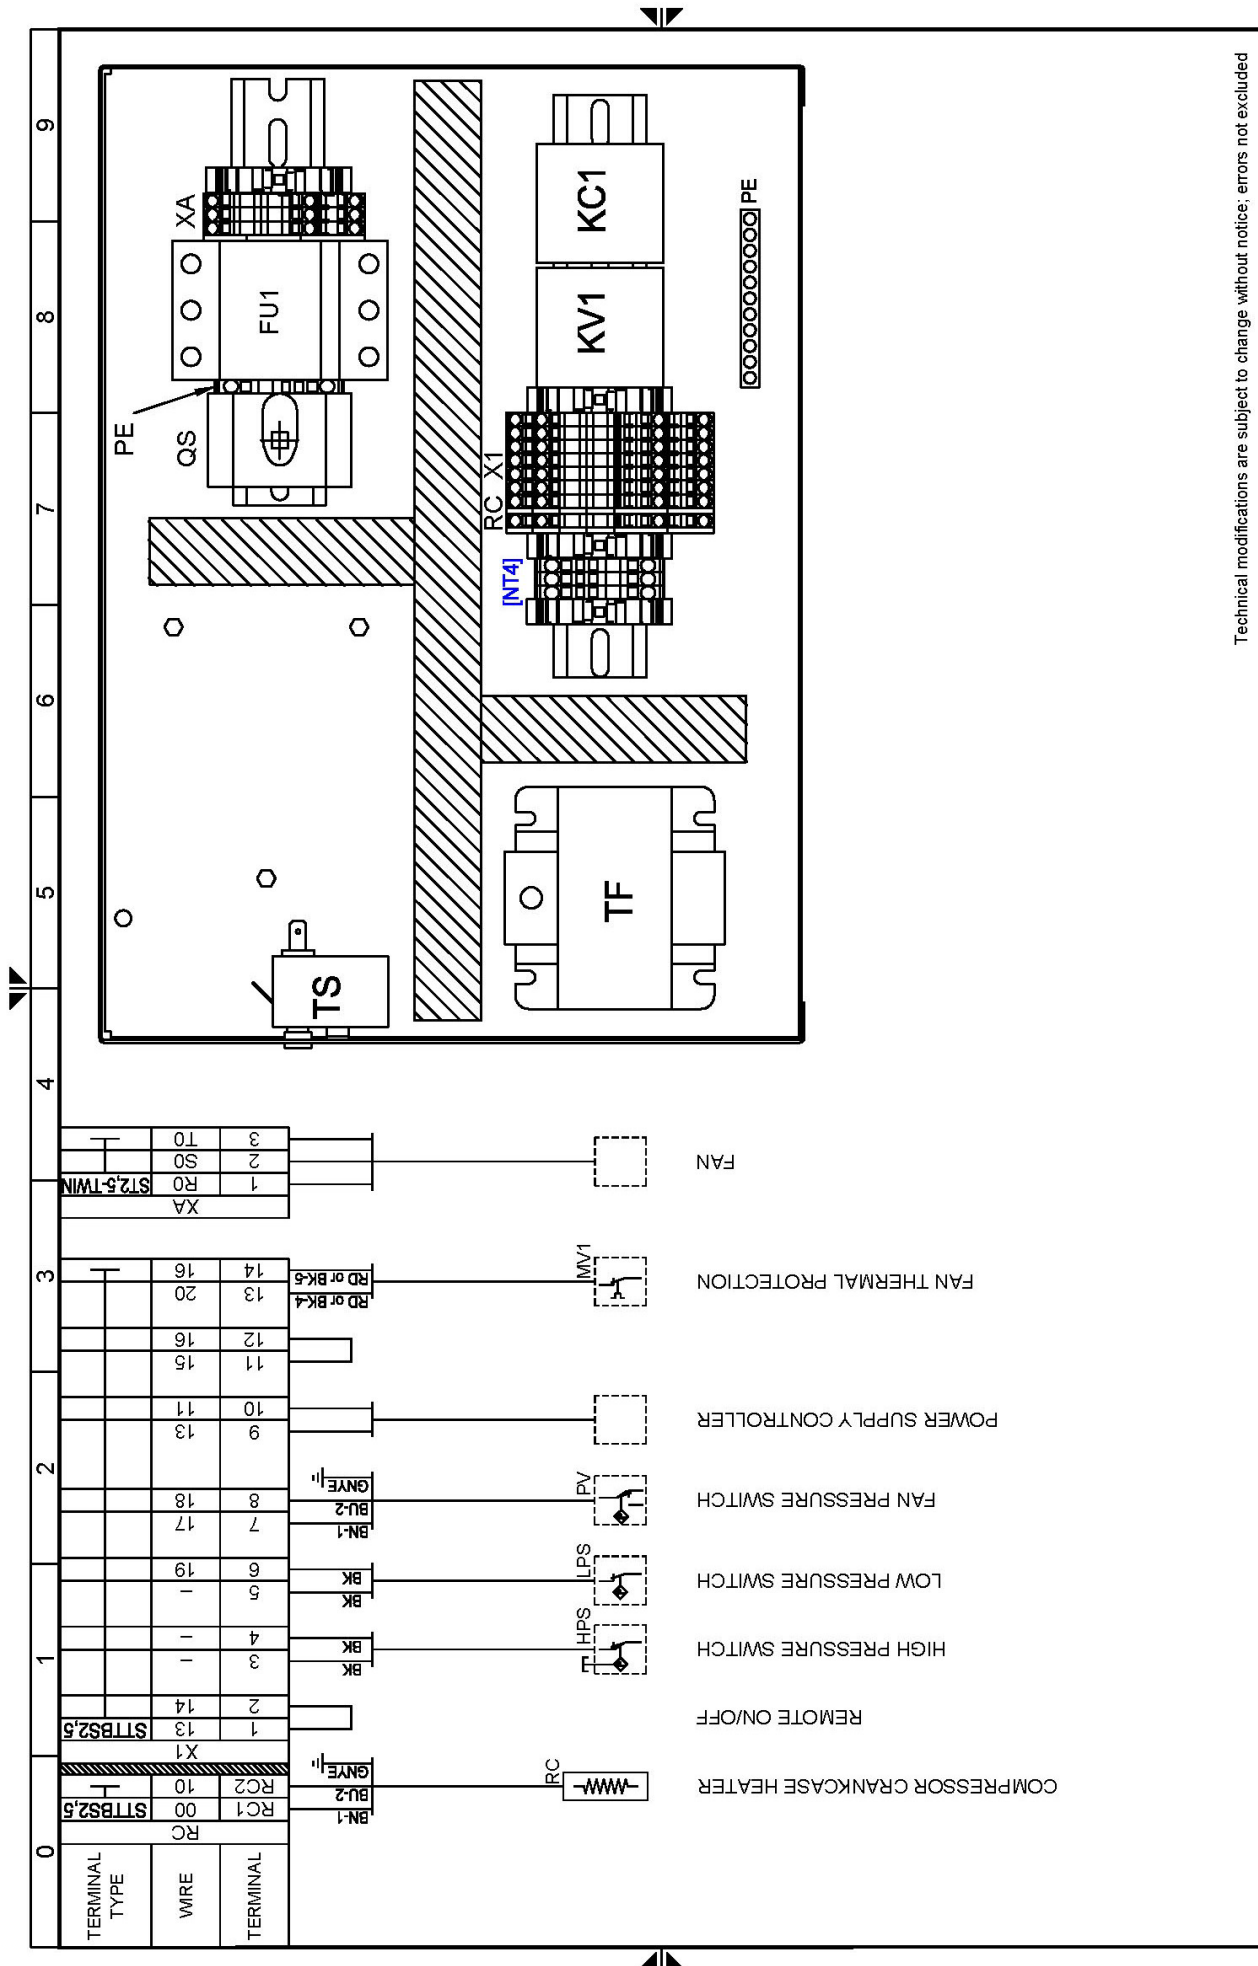 0
1
2
3
4
5
6
7
8
9
TERMINAL
TYPE
WIRE
TERMINAL
RC
STTBS2,5
00
RC1
10
RC2
BN-1
BU-2
GNYE
RC
COMPRESSOR CRANKCASE HEATER
X1
STTBS2,5
13
1
14
2
REMOTE ON/OFF
–
3
–
4
BK
BK
HPS
HIGH PRESSURE SWITCH
–
5
19
6
BK
BK
LPS
LOW PRESSURE SWITCH
17
7
18
8
BN-1
BU-2
GNYE
PV
FAN PRESSURE SWITCH
13
9
11
10
POWER SUPPLY CONTROLLER
15
11
16
12
20
13
16
14
RD or BK-4
RD or BK-5
MV1
FAN THERMAL PROTECTION
XA
ST2,5-TWIN
R0
1
S0
2
T0
3
FAN
TS
TF
PE
QS
FU1
XA
[NT4]
RC
X1
KV1
KC1
PE
Technical modifications are subject to change without notice; errors not excluded